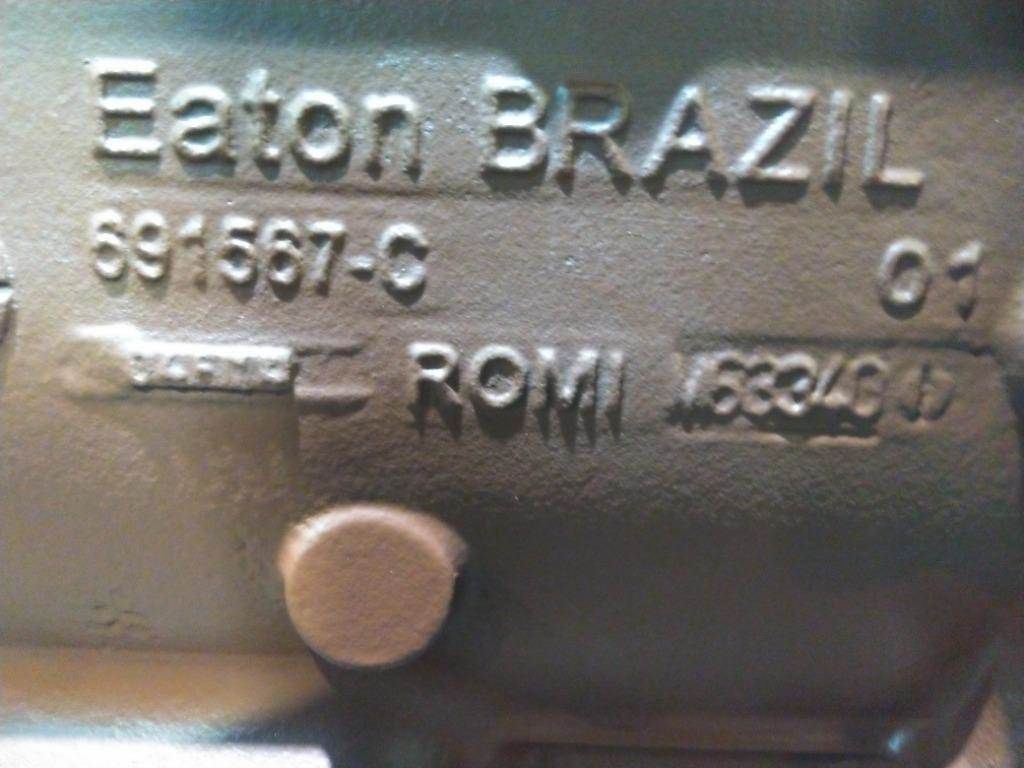 Eaton BRAZIL
691567-C 01
ROMI